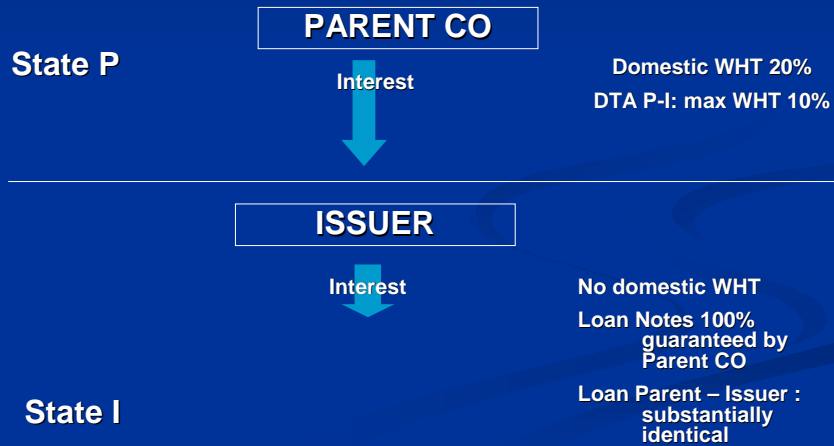 PARENT CO
State P
Interest
Domestic WHT 20%
DTA P-I: max WHT 10%
ISSUER
Interest
No domestic WHT
Loan Notes 100%
guaranteed by
Parent CO
Loan Parent – Issuer :
substantially
identical
State I